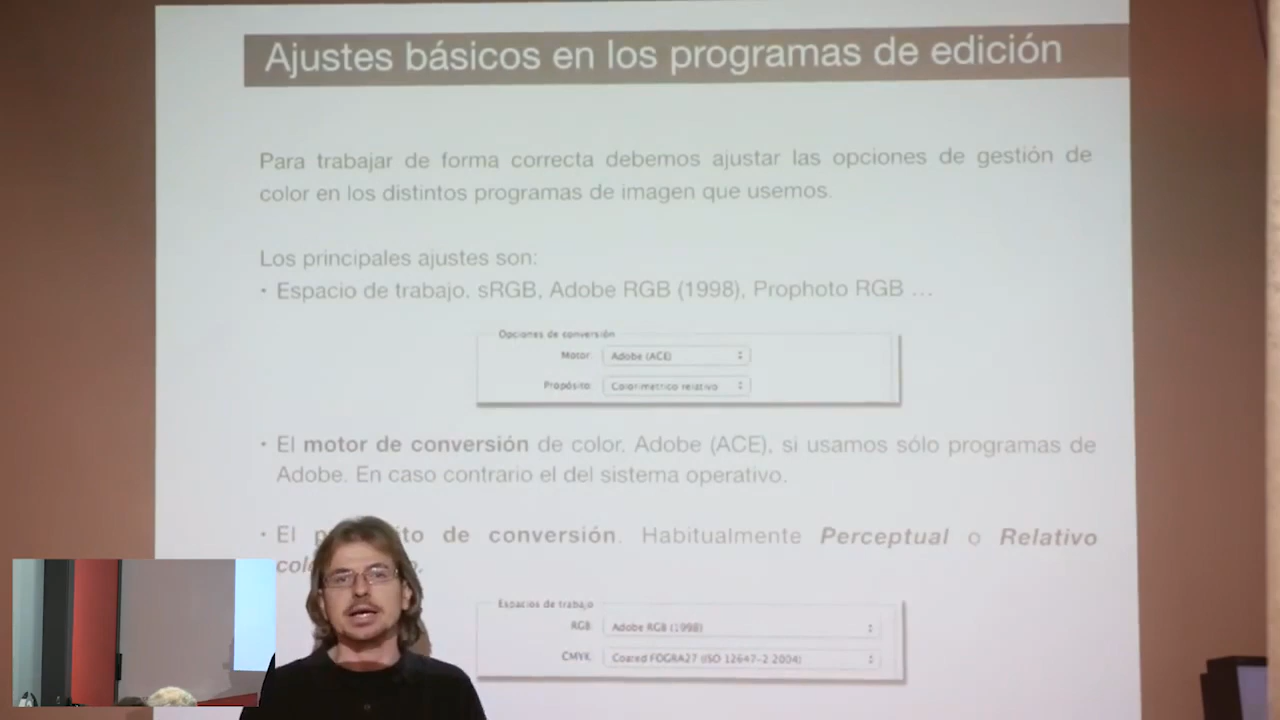 Ajustes básicos en los programas de edición
Para trabajar de forma correcta debemos ajustar las opciones de gestión de
color en los distintos programas de imagen que usemos.
Los principales ajustes son:
• Espacio de trabajo. sRGB, Adobe RGB (1998), Prophoto RGB ...
Opciones de conversión
Motor: Adobe (ACE)
Propósito: Colorimétrico relativo
• El motor de conversión de color. Adobe (ACE), si usamos sólo programas de
Adobe. En caso contrario el del sistema operativo.
• El de conversión. Habitualmente Perceptual o Relativo
Espacios de trabajo
RGB: Adobe RGB (1998)
CMYK: Coated FOGRA27 (ISO 12647-2 2004)